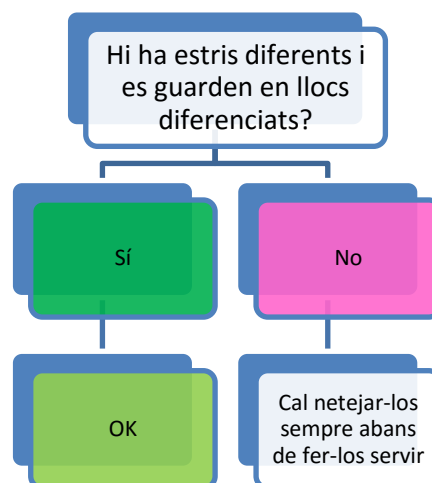 Hi ha estris diferents i
es guarden en llocs
diferenciats?
Sí
No
OK
Cal netejar-los
sempre abans
de fer-los servir